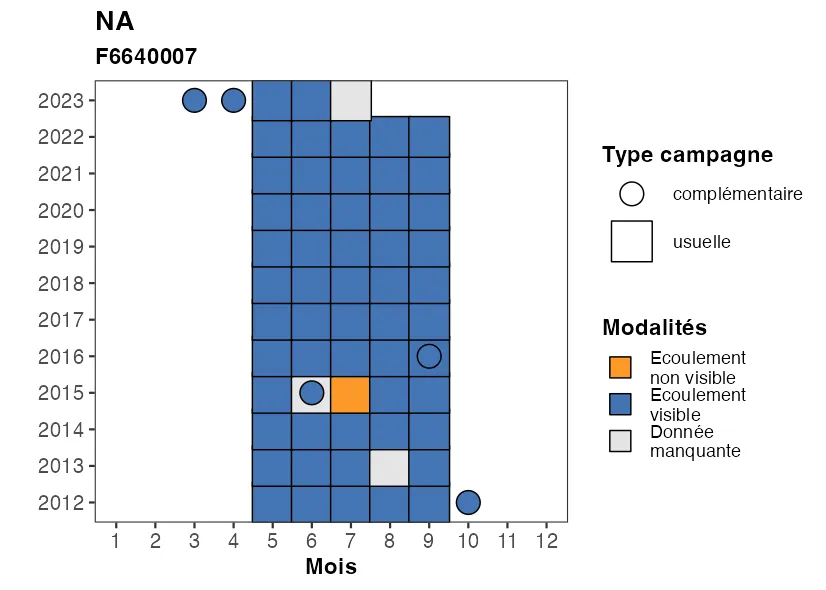 NA
F6640007
2023
2022
2021
2020
2019
2018
2017
2016
2015
2014
2013
2012
1 2 3 4 5 6 7 8 9 10 11 12
Mois
Type campagne
complémentaire
usuelle
Modalités
Ecoulement
non visible
Ecoulement
visible
Donnée
manquante